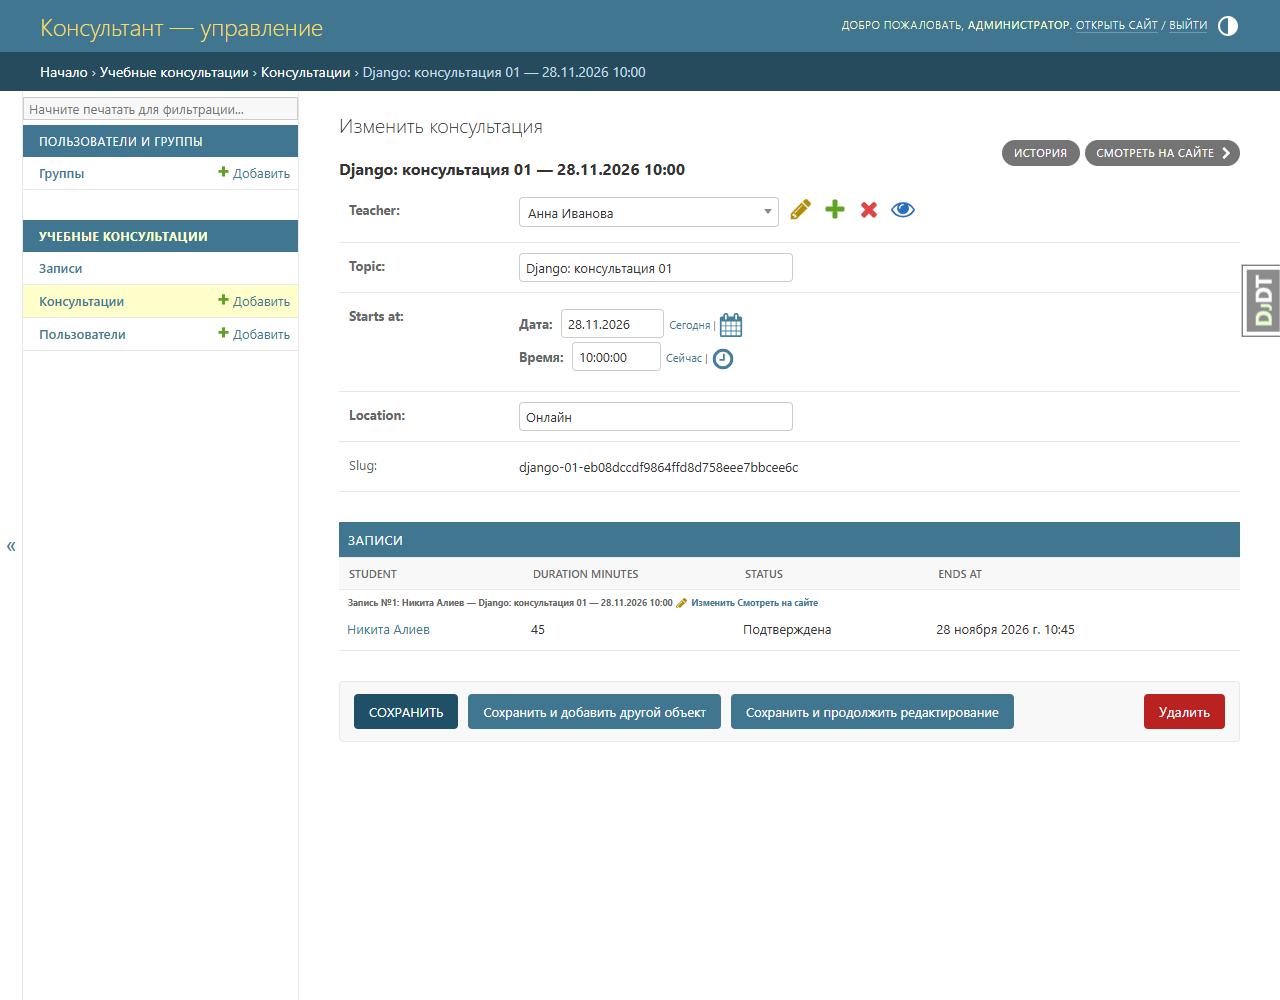 Консультант — управление
ДОБРО ПОЖАЛОВАТЬ, АДМИНИСТРАТОР. ОТКРЫТЬ САЙТ / ВЫЙТИ
Начало › Учебные консультации › Консультации › Django: консультация 01 — 28.11.2026 10:00
Начните печатать для фильтрации...
ПОЛЬЗОВАТЕЛИ И ГРУППЫ
Группы Добавить
УЧЕБНЫЕ КОНСУЛЬТАЦИИ
Записи
Консультации Добавить
Пользователи Добавить
«
Изменить консультация
ИСТОРИЯ СМОТРЕТЬ НА САЙТЕ
Django: консультация 01 — 28.11.2026 10:00
Teacher: Анна Иванова
Topic: Django: консультация 01
Starts at: Дата: 28.11.2026 Сегодня |
Время: 10:00:00 Сейчас |
Location: Онлайн
Slug: django-01-eb08dccdf9864ffd8d758eee7bbcee6c
ЗАПИСИ
STUDENT DURATION MINUTES STATUS ENDS AT
Запись №1: Никита Алиев — Django: консультация 01 — 28.11.2026 10:00 Изменить Смотреть на сайте
Никита Алиев 45 Подтверждена 28 ноября 2026 г. 10:45
СОХРАНИТЬ Сохранить и добавить другой объект Сохранить и продолжить редактирование Удалить
DJDT